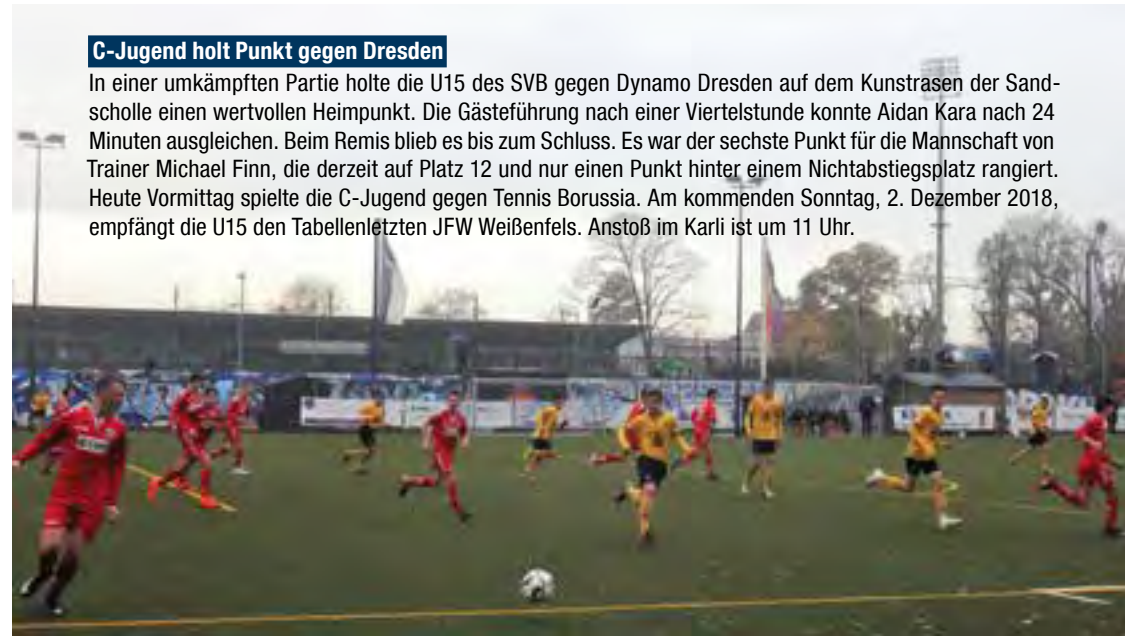 C-Jugend holt Punkt gegen Dresden
In einer umkämpften Partie holte die U15 des SVB gegen Dynamo Dresden auf dem Kunstrasen der Sand-
scholle einen wertvollen Heimpunkt. Die Gästeführung nach einer Viertelstunde konnte Aidan Kara nach 24
Minuten ausgleichen. Beim Remis blieb es bis zum Schluss. Es war der sechste Punkt für die Mannschaft von
Trainer Michael Finn, die derzeit auf Platz 12 und nur einen Punkt hinter einem Nichtabstiegsplatz rangiert.
Heute Vormittag spielte die C-Jugend gegen Tennis Borussia. Am kommenden Sonntag, 2. Dezember 2018,
empfängt die U15 den Tabellenletzten JFW Weißenfels. Anstoß im Karli ist um 11 Uhr.